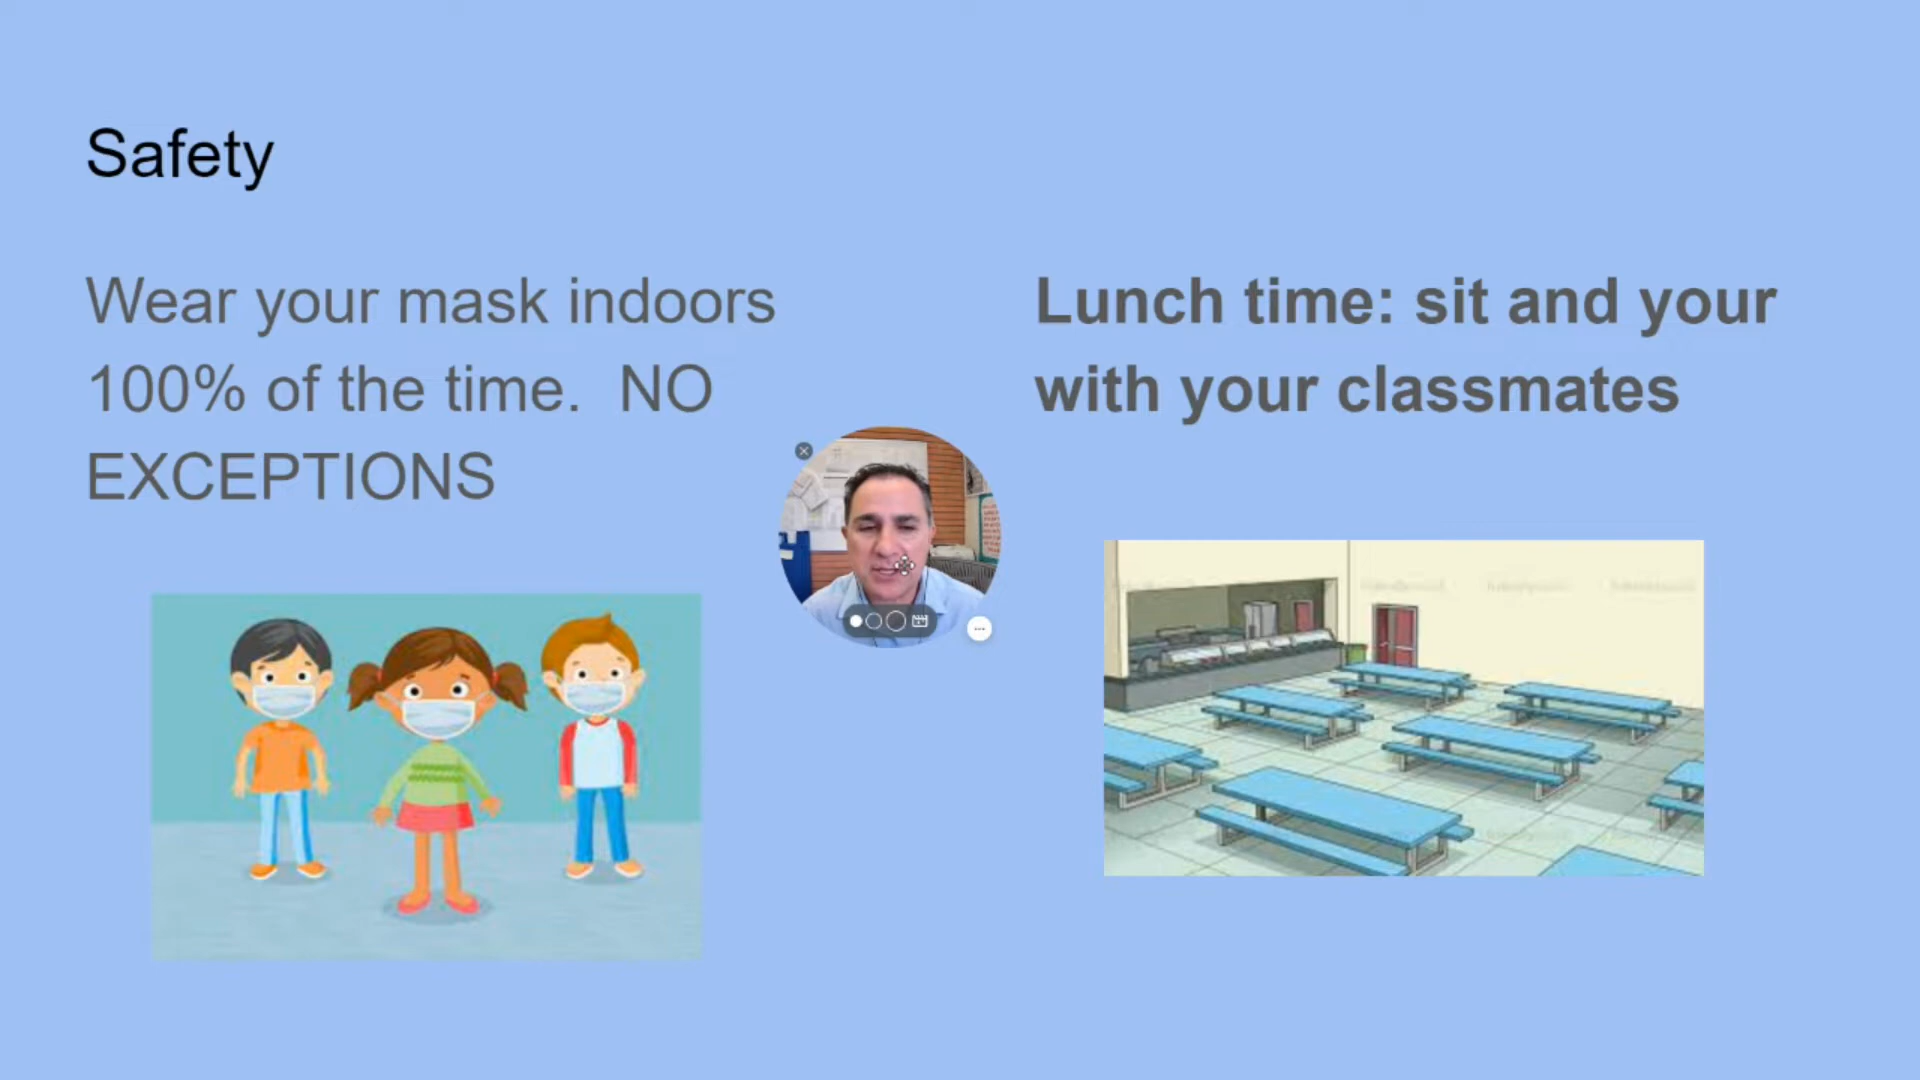 Safety
Wear your mask indoors
100% of the time.  NO
EXCEPTIONS
Lunch time: sit and your
with your classmates